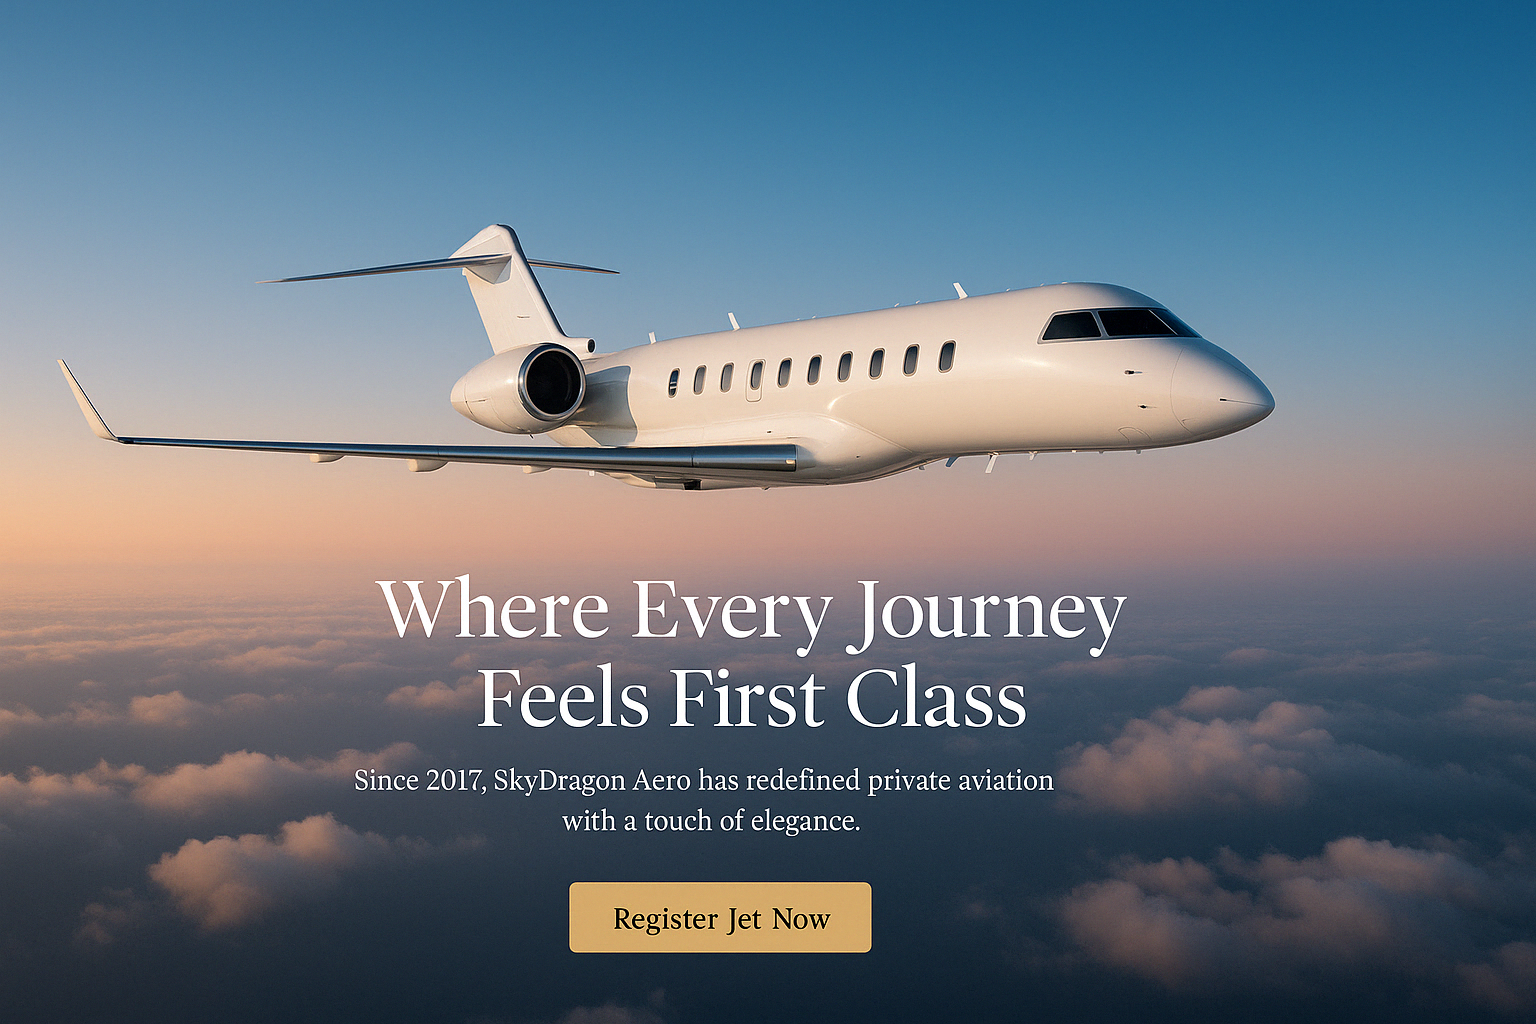 Where Every Journey
Feels First Class
Since 2017, SkyDragon Aero has redefined private aviation
with a touch of elegance.
Register Jet Now